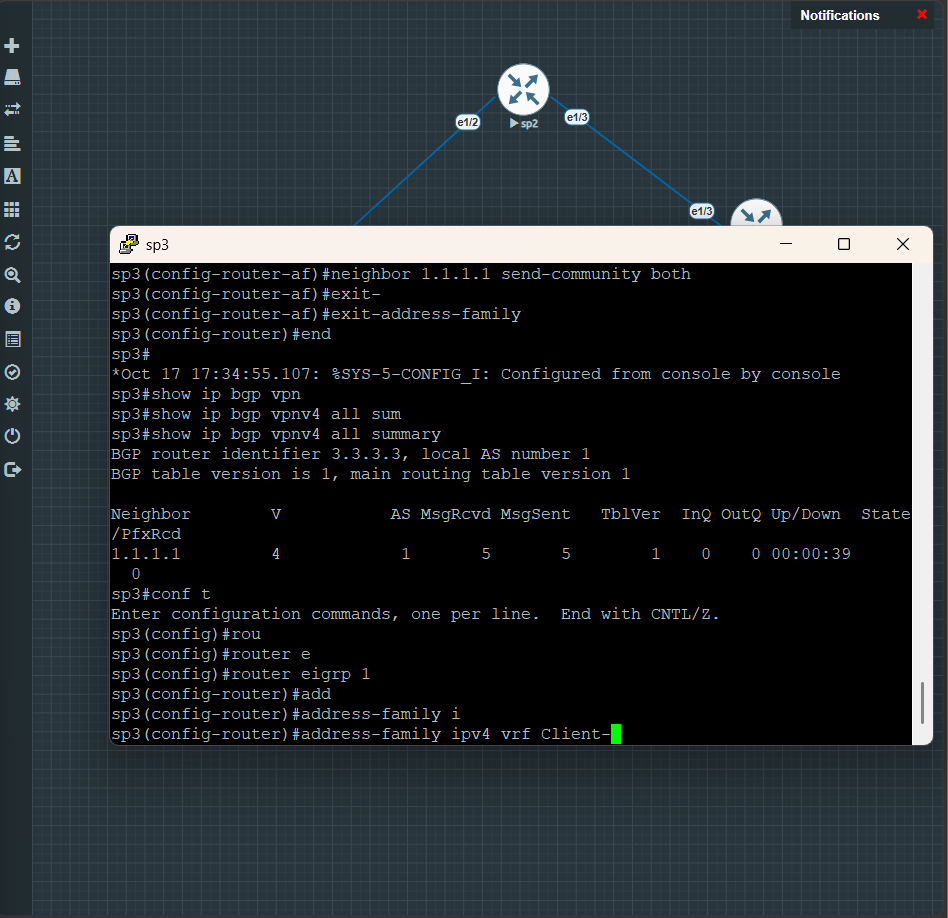 Notifications
e1/2
e1/3
sp2
e1/3
sp3
sp3(config-router-af)#neighbor 1.1.1.1 send-community both
sp3(config-router-af)#exit-
sp3(config-router-af)#exit-address-family
sp3(config-router)#end
sp3#
*Oct 17 17:34:55.107: %SYS-5-CONFIG_I: Configured from console by console
sp3#show ip bgp vpn
sp3#show ip bgp vpnv4 all sum
sp3#show ip bgp vpnv4 all summary
BGP router identifier 3.3.3.3, local AS number 1
BGP table version is 1, main routing table version 1
Neighbor        V           AS MsgRcvd MsgSent   TblVer  InQ OutQ Up/Down  State
/PfxRcd
1.1.1.1         4            1       5       5        1    0    0 00:00:39
  0
sp3#conf t
Enter configuration commands, one per line.  End with CNTL/Z.
sp3(config)#rou
sp3(config)#router e
sp3(config)#router eigrp 1
sp3(config-router)#add
sp3(config-router)#address-family i
sp3(config-router)#address-family ipv4 vrf Client-